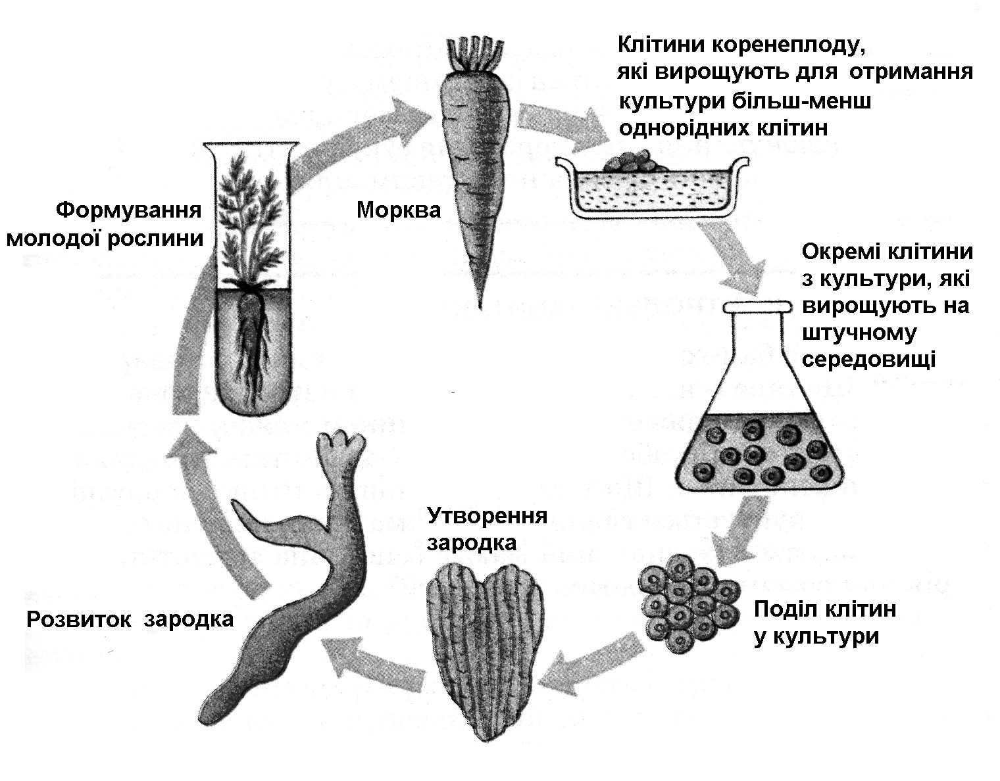 Клітини коренеплоду,
які вирощують для отримання
культури більш-менш
однорідних клітин
Морква
Формування
молодої рослини
Окремі клітини
з культури, які
вирощують на
штучному
середовищі
Утворення
зародка
Поділ клітин
у культури
Розвиток зародка